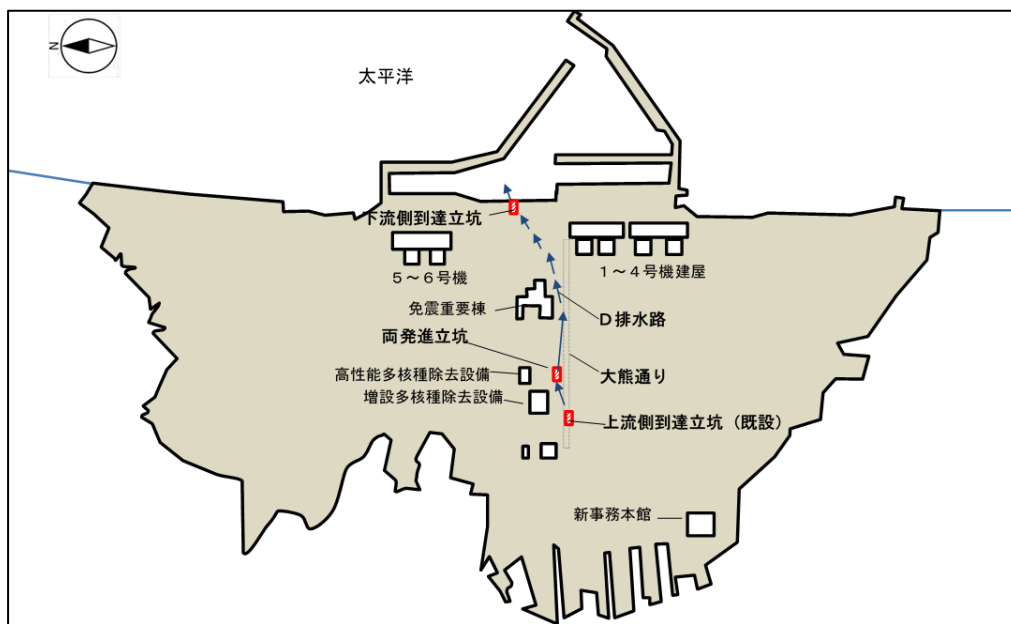 N
太平洋
下流側到達立坑
５～６号機
１～４号機建屋
免震重要棟
Ｄ排水路
両発進立坑
高性能多核種除去設備
大熊通り
増設多核種除去設備
上流側到達立坑（既設）
新事務本館